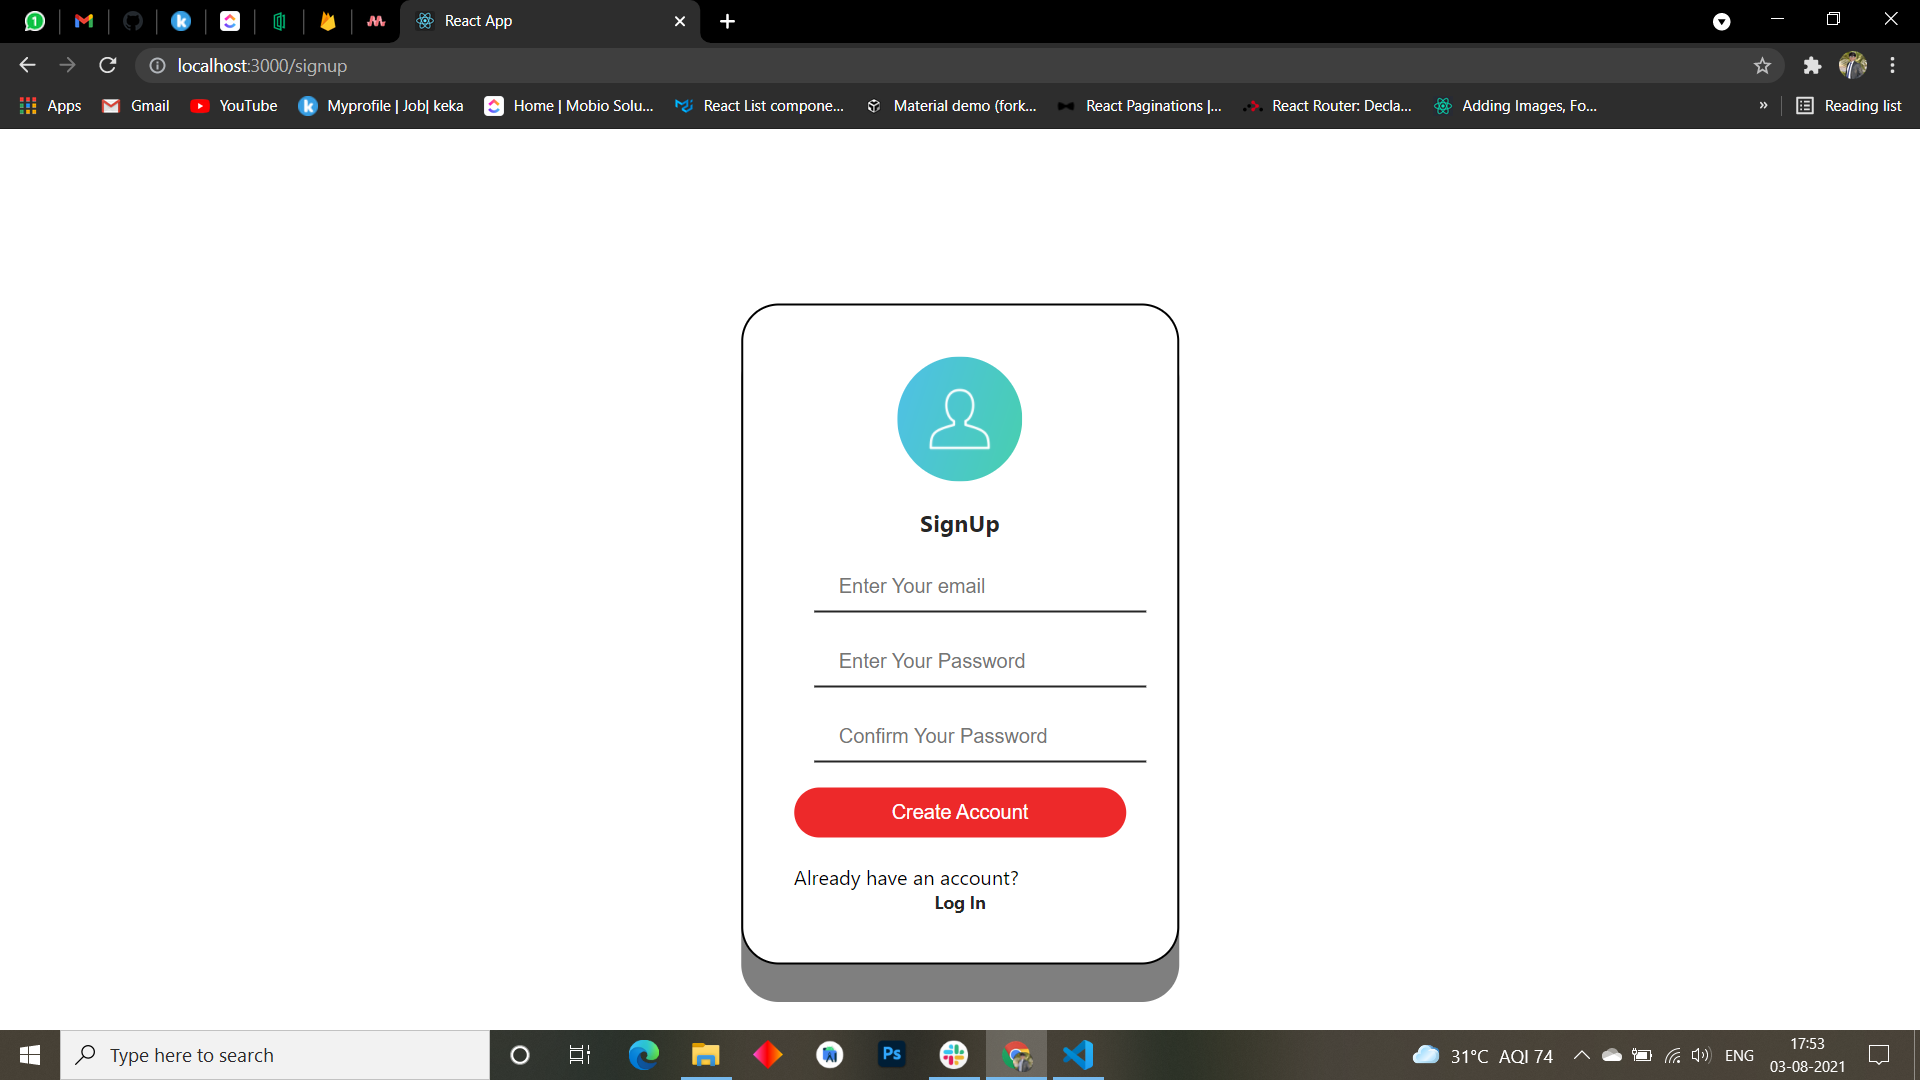 React App
localhost:3000/signup
Apps Gmail YouTube Myprofile | Job| keka Home | Mobio Solu... React List compone... Material demo (fork... React Paginations |... React Router: Decla... Adding Images, Fo... » Reading list
SignUp
Enter Your email
Enter Your Password
Confirm Your Password
Create Account
Already have an account?
Log In
Type here to search
Ps
31°C AQI 74
ENG
17:53
03-08-2021